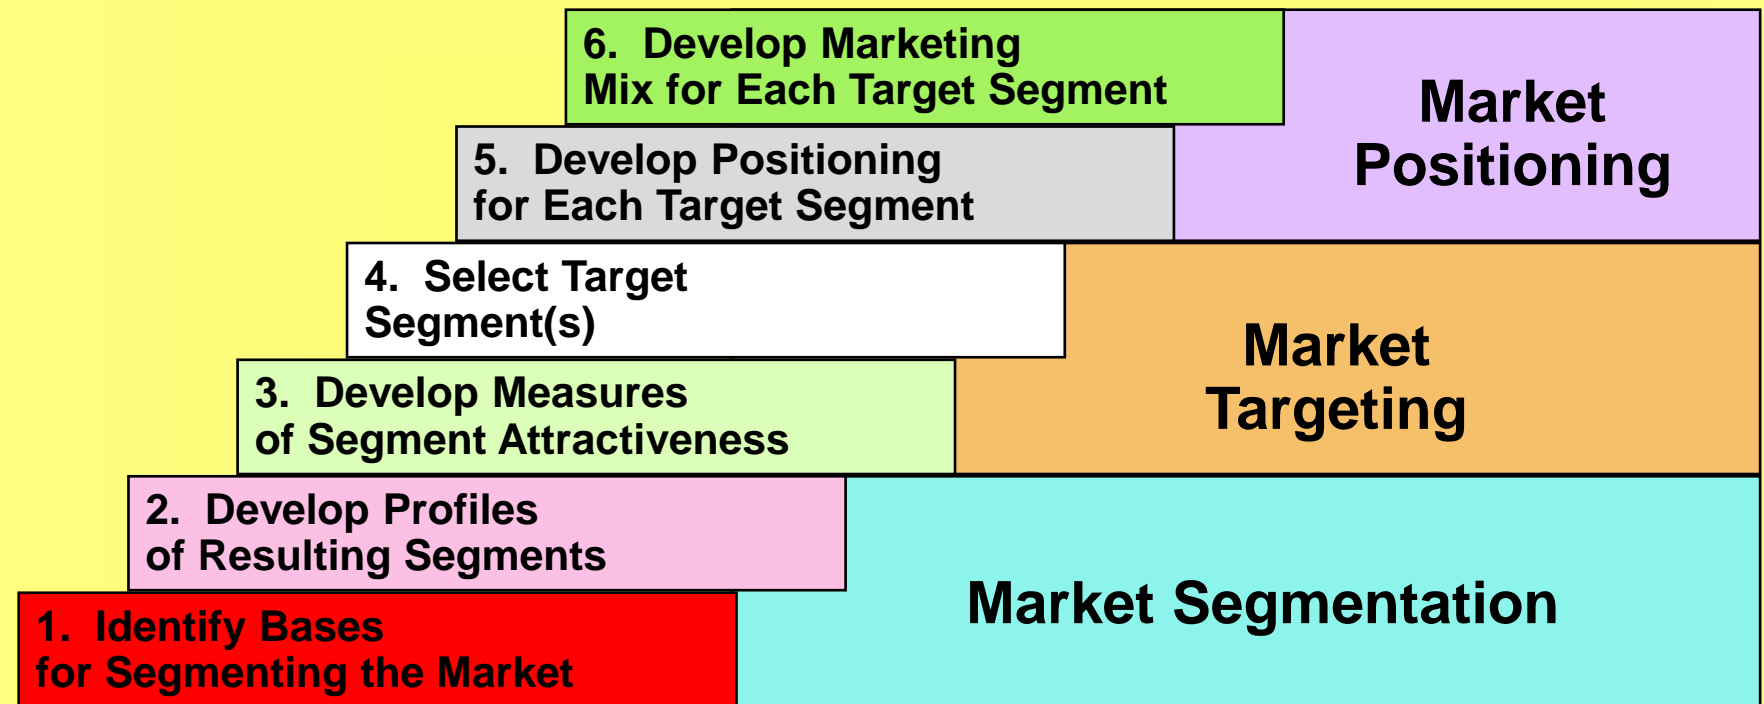 6.  Develop Marketing
Mix for Each Target Segment
Market
Positioning
5.  Develop Positioning
for Each Target Segment
4.  Select Target
Segment(s)
Market
Targeting
3.  Develop Measures
of Segment Attractiveness
2.  Develop Profiles
of Resulting Segments
Market Segmentation
1.  Identify Bases
for Segmenting the Market